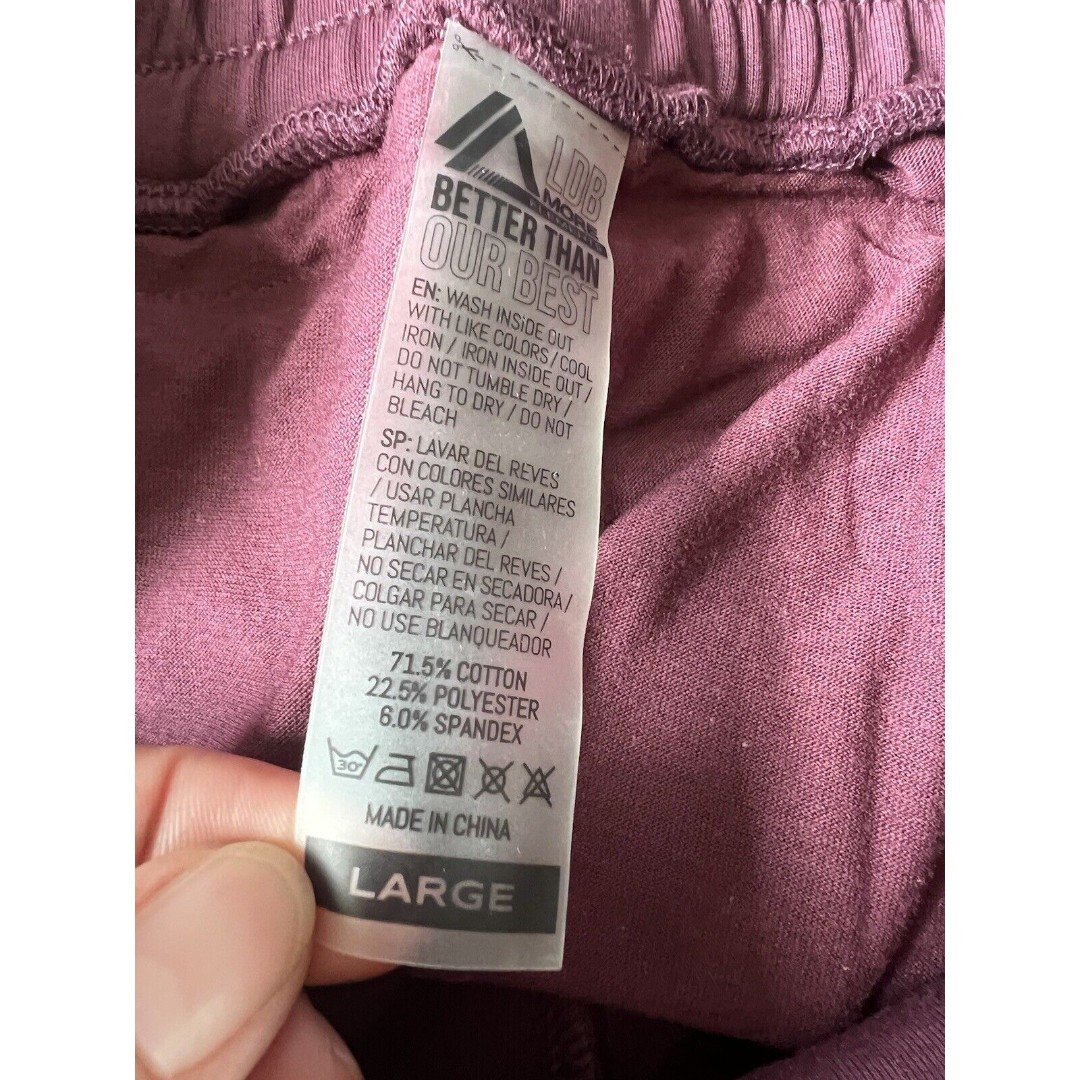 LDB
MORE
BETTER THAN
OUR BEST
EN: WASH INSIDE OUT
WITH LIKE COLORS / COOL
IRON / IRON INSIDE OUT /
DO NOT TUMBLE DRY /
HANG TO DRY / DO NOT
BLEACH
SP: LAVAR DEL REVES
CON COLORES SIMILARES
/ USAR PLANCHA
TEMPERATURA /
PLANCHAR DEL REVES /
NO SECAR EN SECADORA /
COLGAR PARA SECAR /
NO USE BLANQUEADOR
71.5% COTTON
22.5% POLYESTER
6.0% SPANDEX
30°
MADE IN CHINA
LARGE